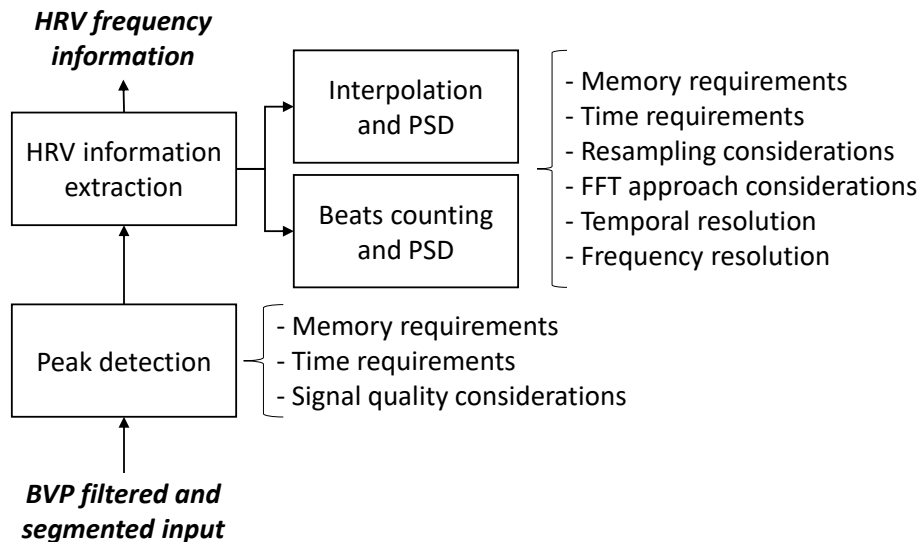 HRV frequency
information
HRV information
extraction
Interpolation
and PSD
Beats counting
and PSD
- Memory requirements
- Time requirements
- Resampling considerations
- FFT approach considerations
- Temporal resolution
- Frequency resolution
Peak detection
- Memory requirements
- Time requirements
- Signal quality considerations
BVP filtered and
segmented input